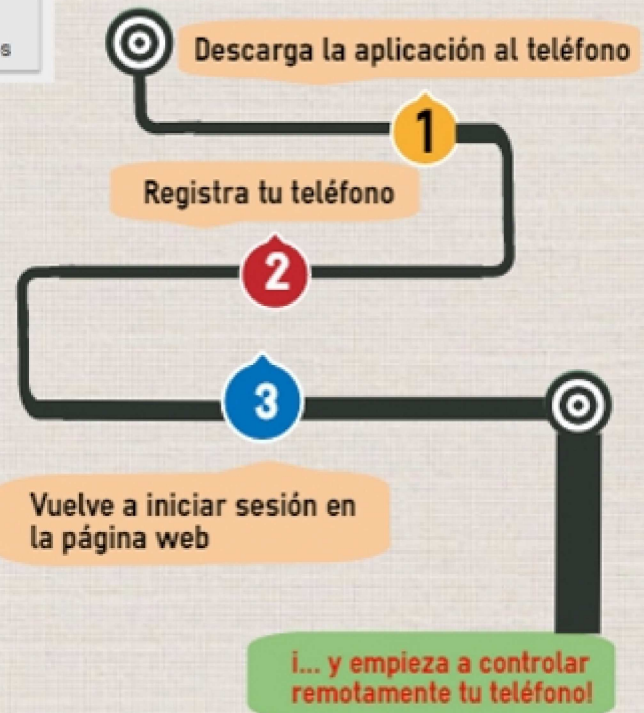 s
Descarga la aplicación al teléfono
1
Registra tu teléfono
2
3
Vuelve a iniciar sesión en
la página web
¡... y empieza a controlar
remotamente tu teléfono!